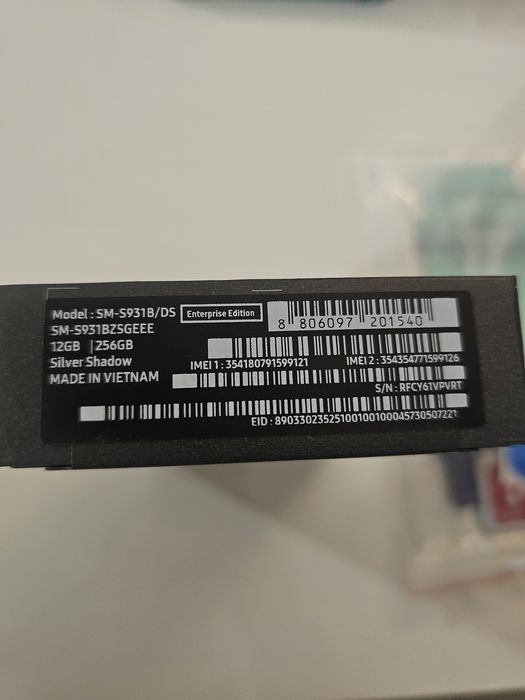 Model : SM-S931B/DS Enterprise Edition
SM-S931BZSGEEE
12GB | 256GB
Silver Shadow
MADE IN VIETNAM
8 806097 201540
IMEI 1 : 354180791599121
IMEI 2 : 354354771599126
S/N : RFCY61VPVRT
EID : 89033023525100100100045730507221